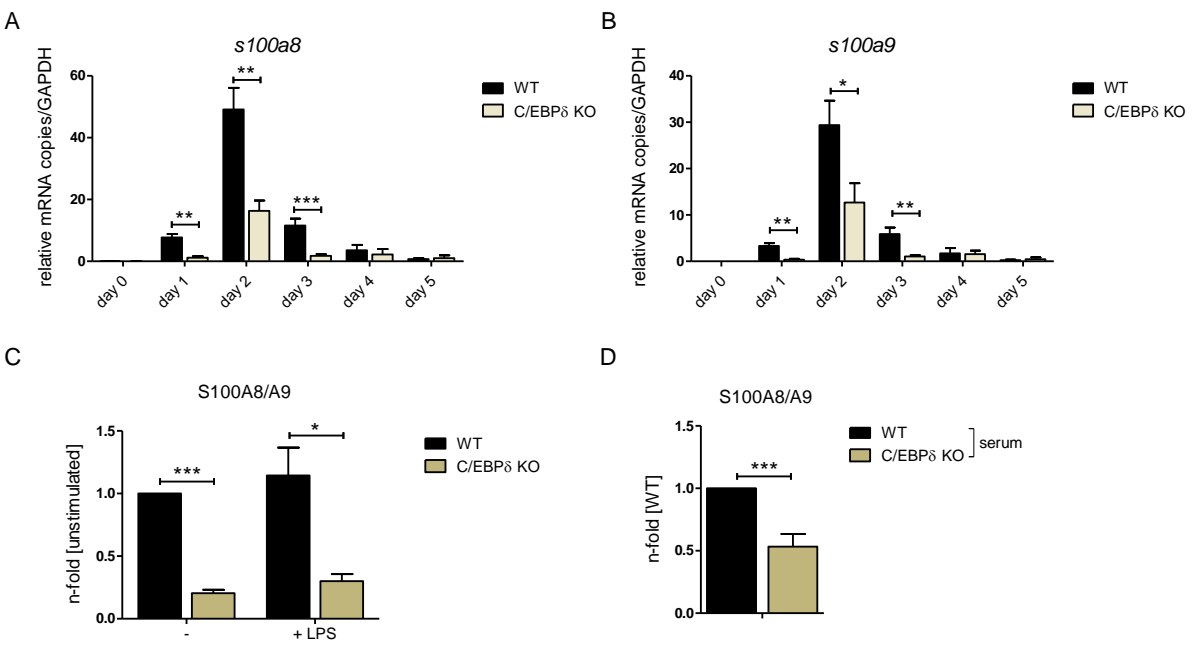 A
s100a8
relative mRNA copies/GAPDH
60
40
20
0
**
**
***
day 0
day 1
day 2
day 3
day 4
day 5
WT
C/EBPδ KO
B
s100a9
relative mRNA copies/GAPDH
40
30
20
10
0
**
*
**
day 0
day 1
day 2
day 3
day 4
day 5
WT
C/EBPδ KO
C
S100A8/A9
n-fold [unstimulated]
1.5
1.0
0.5
0.0
***
*
-
+ LPS
WT
C/EBPδ KO
D
S100A8/A9
n-fold [WT]
1.5
1.0
0.5
0.0
***
WT
C/EBPδ KO
serum